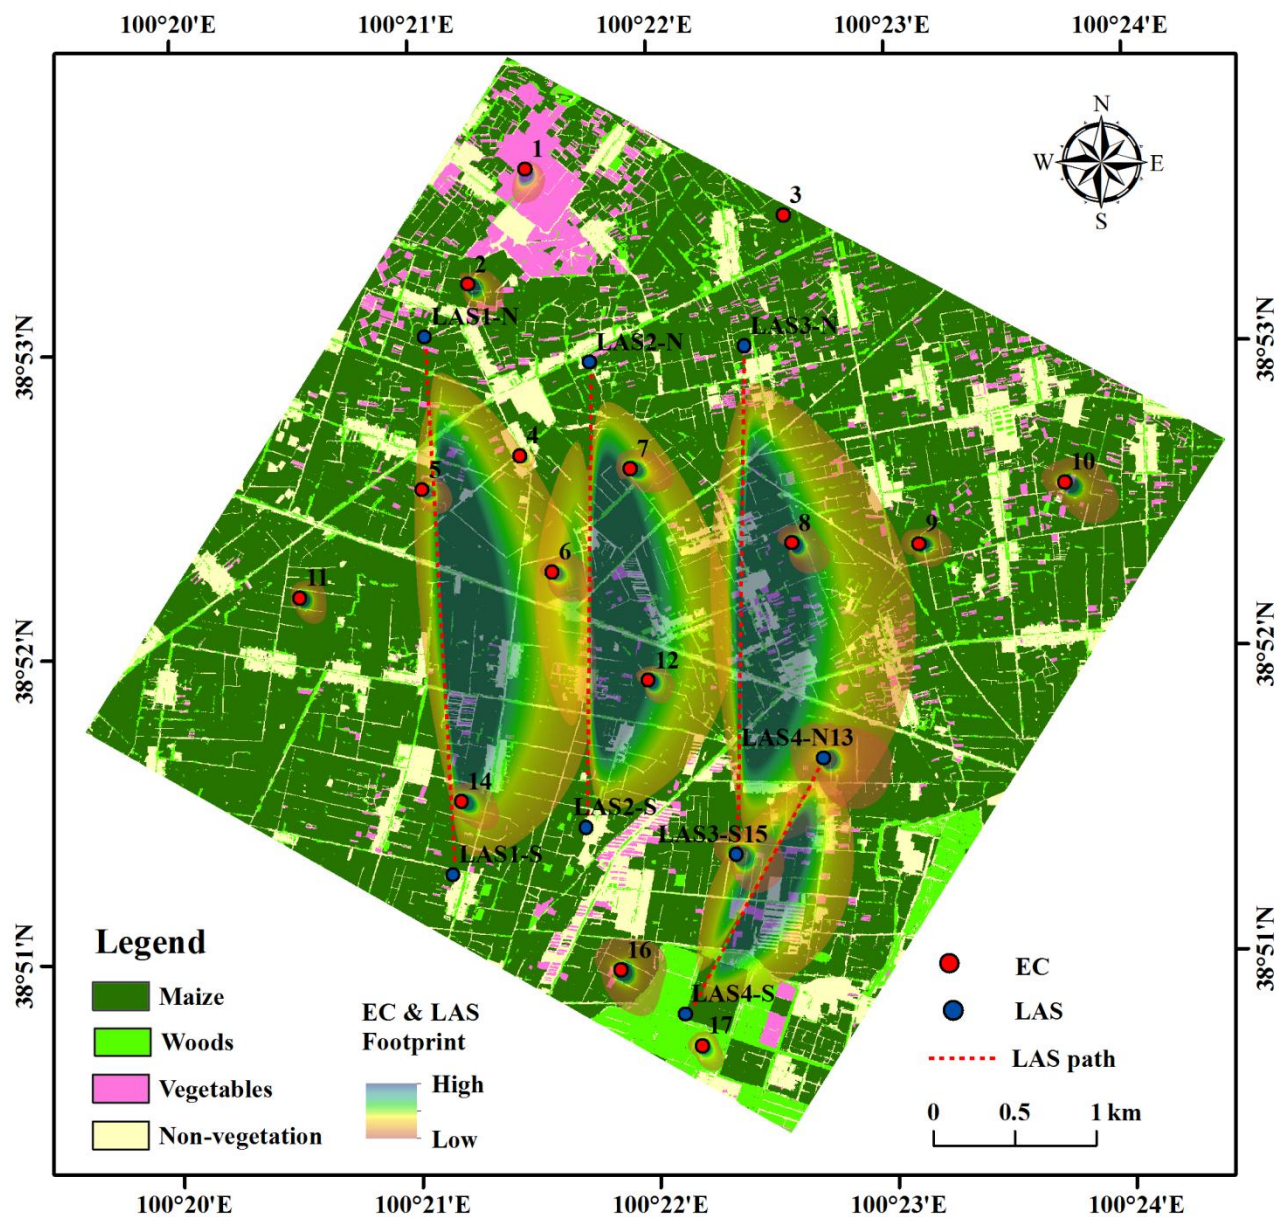 100°20'E 100°21'E 100°22'E 100°23'E 100°24'E
N
W E
S
1
3
2
LAS1-N
LAS2-N
LAS3-N
38°53'N
38°53'N
4
7
5
10
8
9
6
11
12
38°52'N
38°52'N
LAS4-N13
14
LAS2-S
LAS3-S15
LAS1-S
16
LAS4-S
17
38°51'N
38°51'N
Legend
Maize
Woods
Vegetables
Non-vegetation
EC & LAS
Footprint
High
Low
EC
LAS
LAS path
0 0.5 1 km
100°20'E 100°21'E 100°22'E 100°23'E 100°24'E